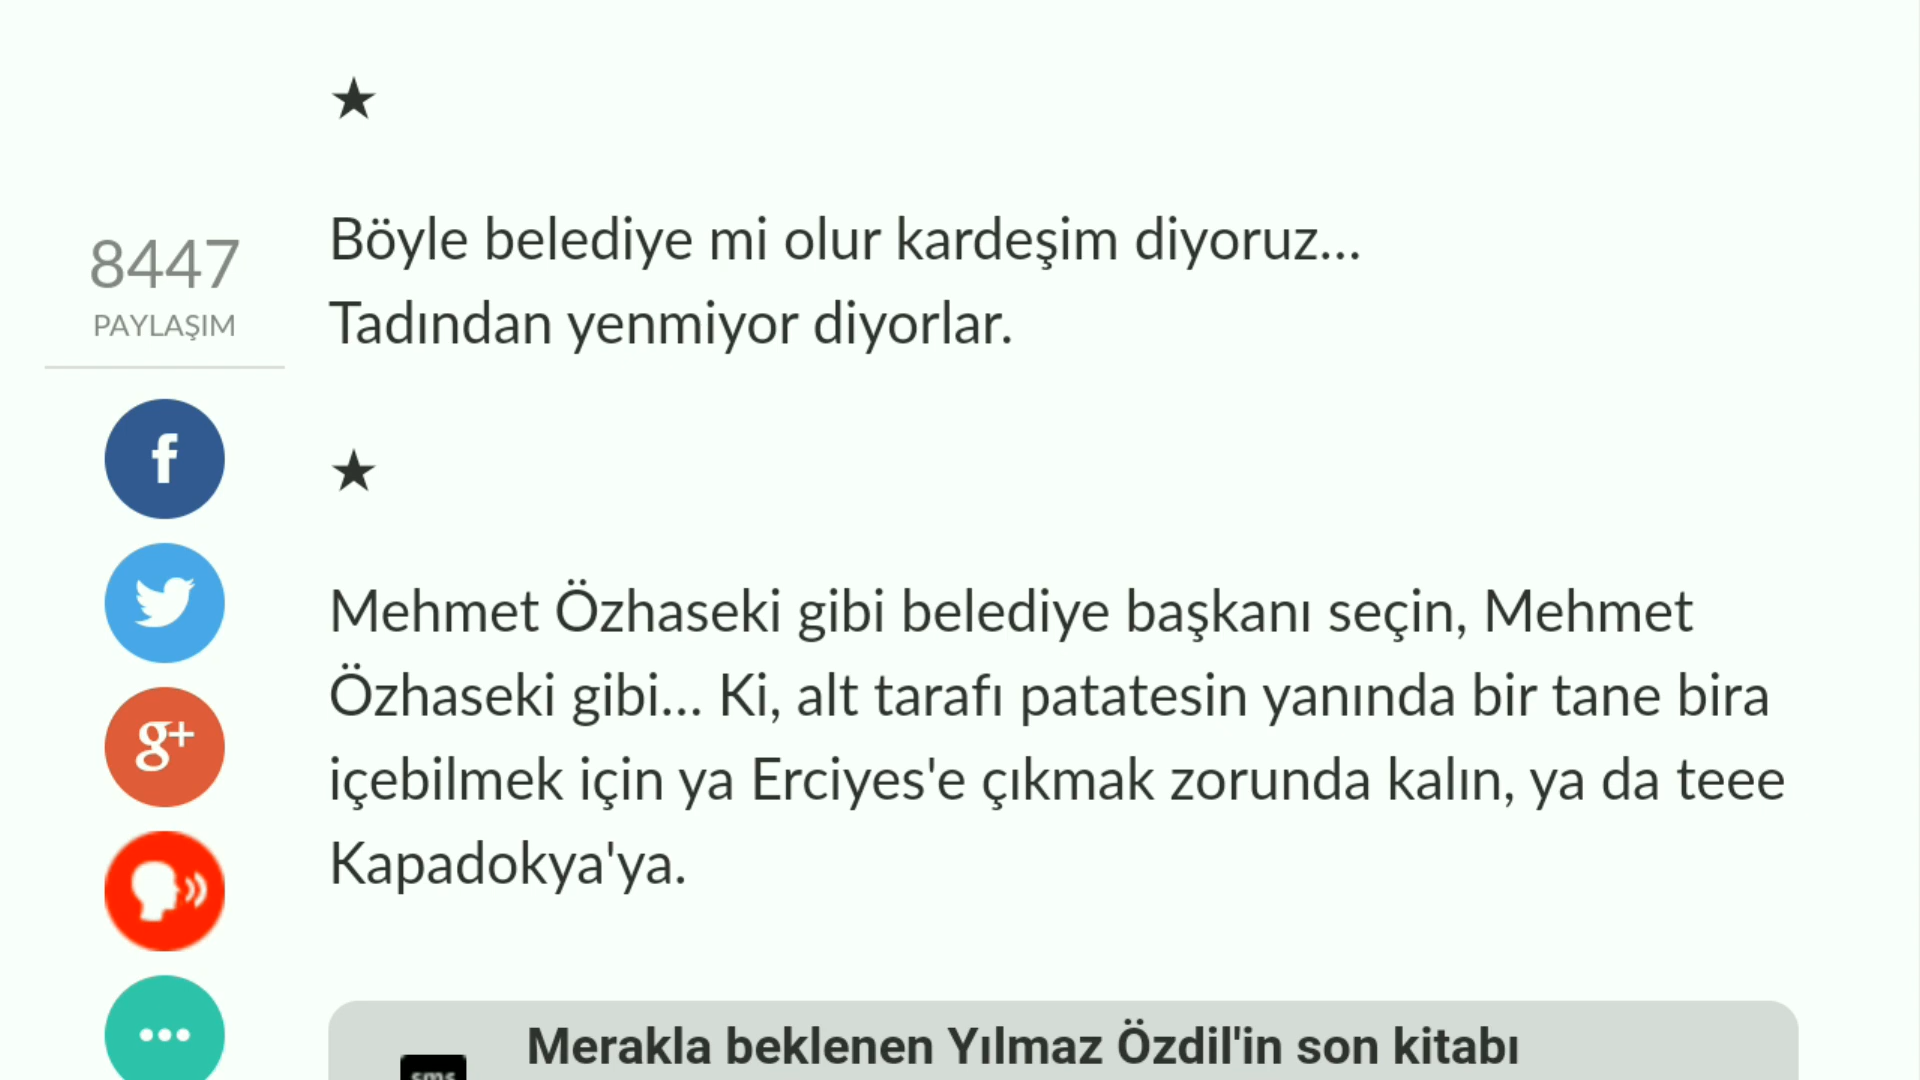 ★
Böyle belediye mi olur kardeşim diyoruz...
Tadından yenmiyor diyorlar.
★
Mehmet Özhaseki gibi belediye başkanı seçin, Mehmet
Özhaseki gibi... Ki, alt tarafı patatesin yanında bir tane bira
içebilmek için ya Erciyes'e çıkmak zorunda kalın, ya da teee
Kapadokya'ya.
8447
PAYLAŞIM
f
g+
Merakla beklenen Yılmaz Özdil'in son kitabı
sms